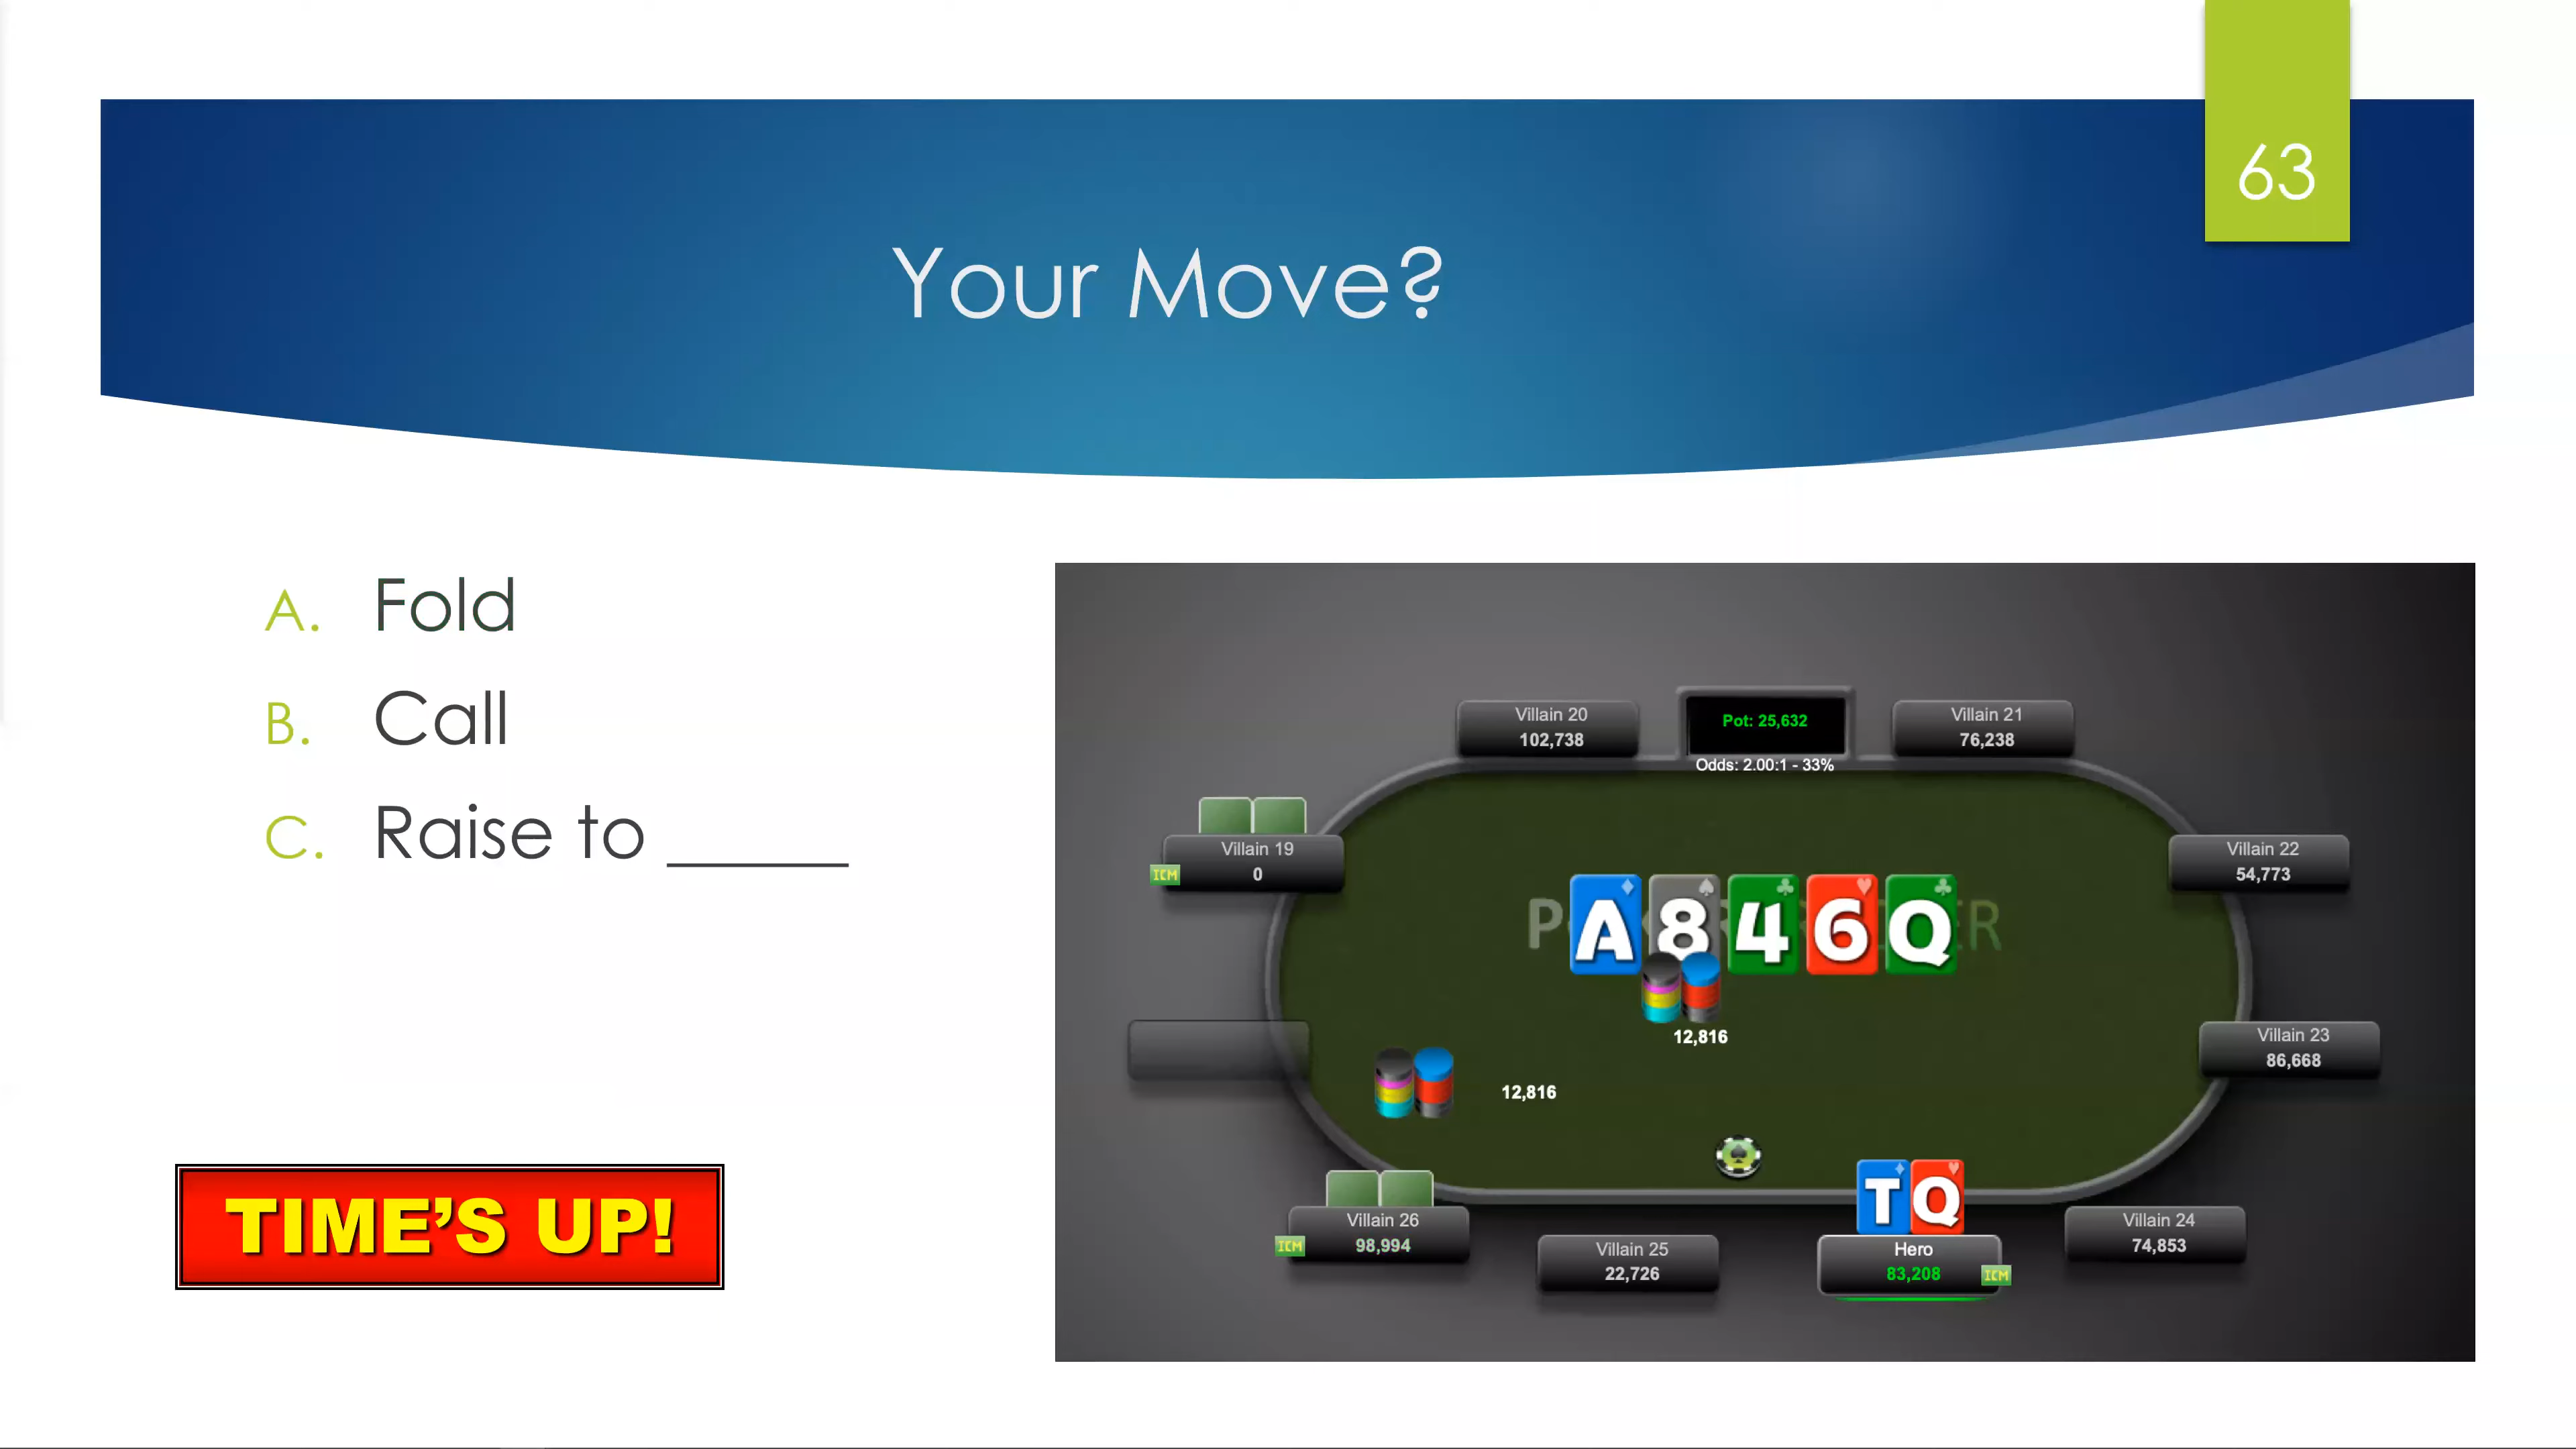 63
Your Move?
A. Fold
B. Call
C. Raise to _____
TIME'S UP!
Villain 20
102,738
Pot: 25,632
Odds: 2.00:1 - 33%
Villain 21
76,238
Villain 19
0
ICM
Villain 22
54,773
A 8 4 6 Q
12,816
12,816
Villain 23
86,668
T Q
Villain 26
98,994
ICM
Villain 25
22,726
Hero
83,208
ICM
Villain 24
74,853